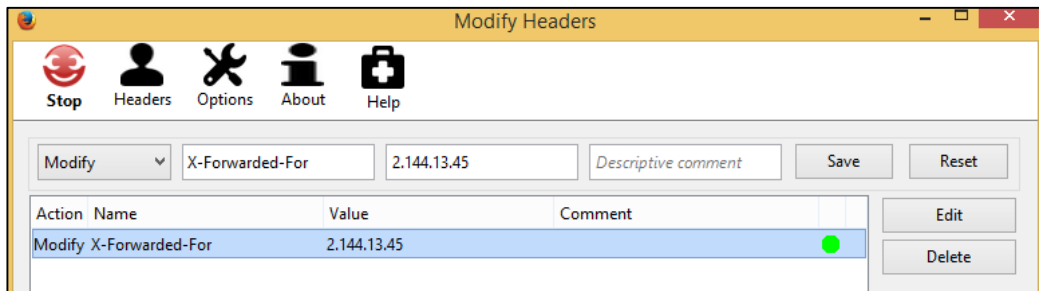 Modify Headers
Stop Headers Options About Help
Modify X-Forwarded-For 2.144.13.45 Descriptive comment Save Reset
Action Name Value Comment Edit
Modify X-Forwarded-For 2.144.13.45
Delete